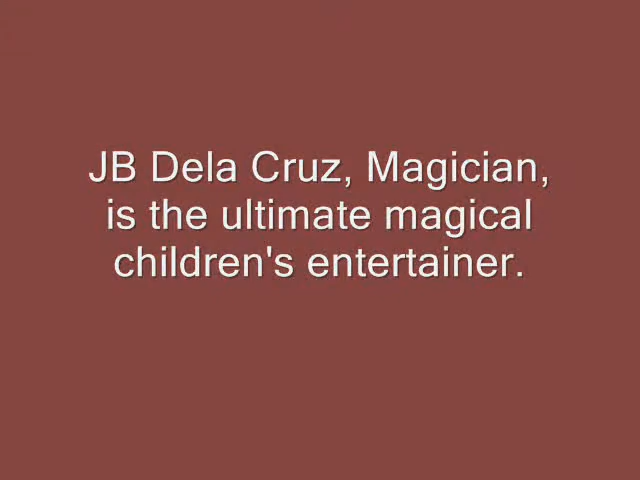 JB Dela Cruz, Magician,
is the ultimate magical
children's entertainer.